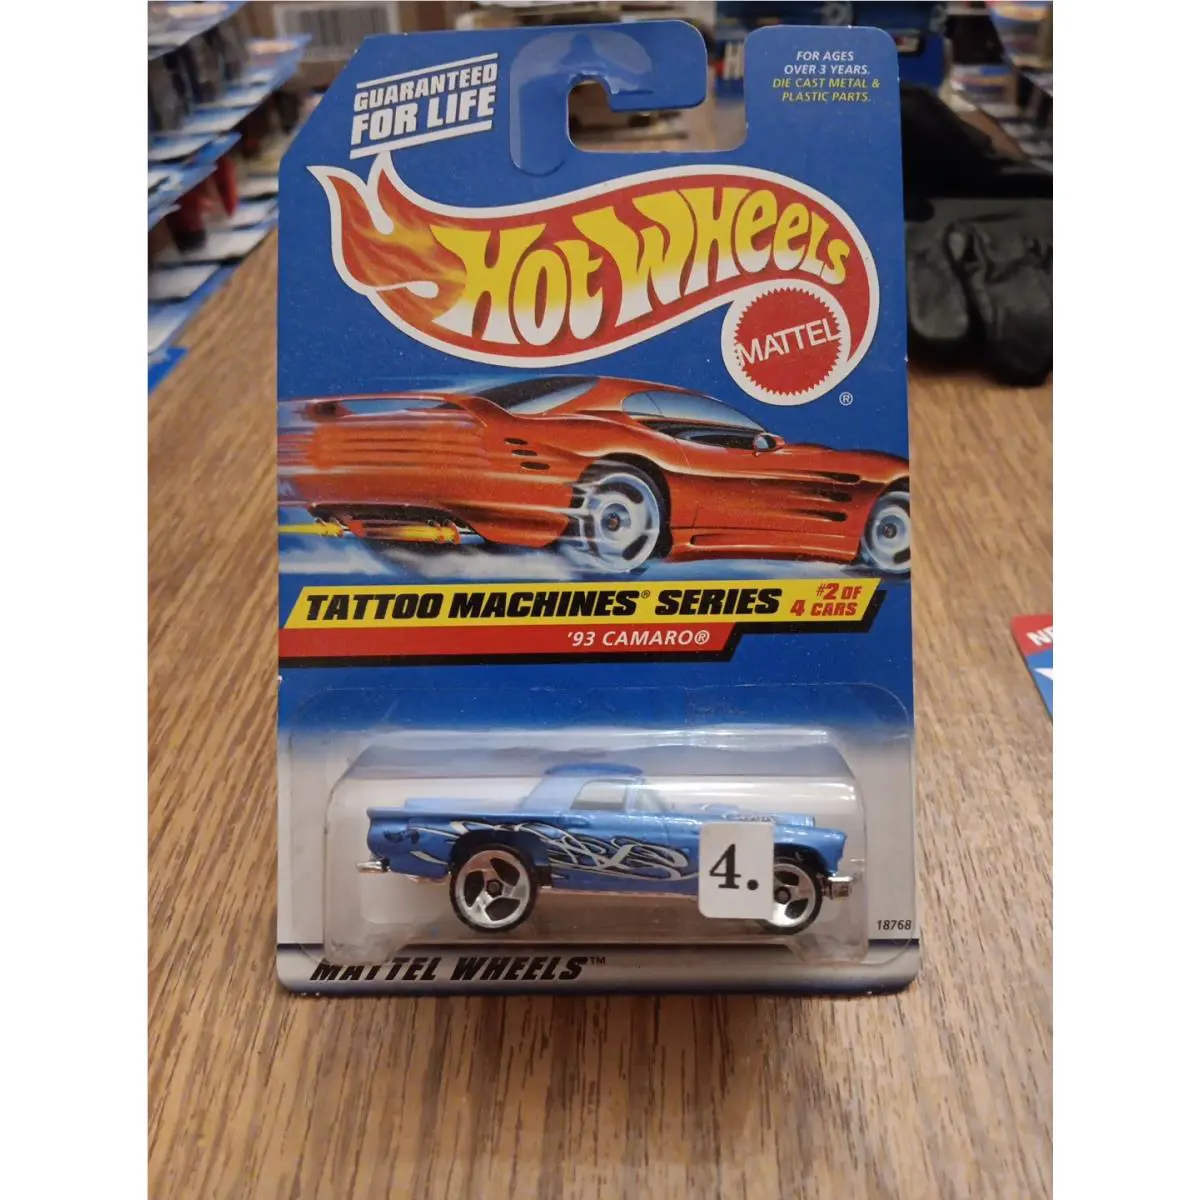 GUARANTEED
FOR LIFE
FOR AGES
OVER 3 YEARS.
DIE CAST METAL &
PLASTIC PARTS.
HOT WHEELS
MATTEL
®
TATTOO MACHINES® SERIES
#2 OF
4 CARS
'93 CAMARO®
4.
18768
MATTEL WHEELS™